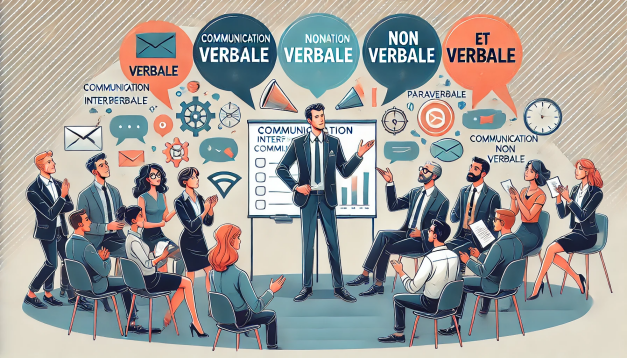 VERBALE
COMMUNICATION
VERBALE
NONATION
VERBALE
NON
VERBALE
ET
VERBALE
COMMUNICATION
INTERPERBALE
PARAVERBALE
COMMUNICATION
NON
VERBALE
COMMUNICATION